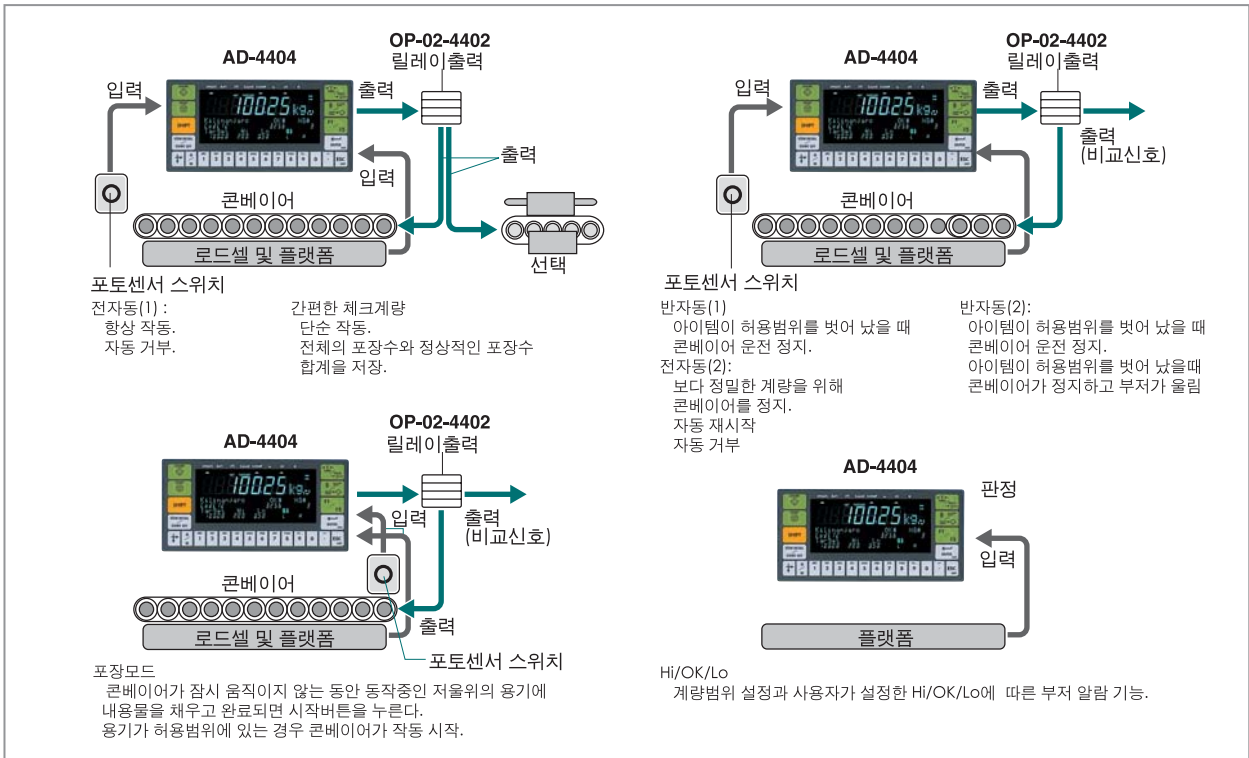 OP-02-4402
릴레이출력
AD-4404
입력
출력
10025 kg
SHIFT
ESC
출력
입력
콘베이어
로드셀 및 플랫폼
선택
포토센서 스위치
전자동(1) :
항상 작동.
자동 거부.
간편한 체크계량
단순 작동.
전체의 포장수와 정상적인 포장수
합계을 저장.
OP-02-4402
릴레이출력
AD-4404
입력
출력
10025 kg
SHIFT
ESC
출력
(비교신호)
콘베이어
로드셀 및 플랫폼
포토센서 스위치
반자동(1)
아이템이 허용범위를 벗어 났을 때
콘베이어 운전 정지.
전자동(2):
보다 정밀한 계량을 위해
콘베이어를 정지.
자동 재시작
자동 거부
반자동(2):
아이템이 허용범위를 벗어 났을 때
콘베이어 운전 정지.
아이템이 허용범위를 벗어 났을때
콘베이어가 정지하고 부저가 울림
OP-02-4402
릴레이출력
AD-4404
10025 kg
SHIFT
ESC
입력
출력
(비교신호)
콘베이어
로드셀 및 플랫폼
출력
포토센서 스위치
포장모드
콘베이어가 잠시 움직이지 않는 동안 동작중인 저울위의 용기에
내용물을 채우고 완료되면 시작버튼을 누른다.
용기가 허용범위에 있는 경우 콘베이어가 작동 시작.
AD-4404
판정
10025 kg
SHIFT
ESC
입력
플랫폼
Hi/OK/Lo
계량범위 설정과 사용자가 설정한 Hi/OK/Lo에 따른 부저 알람 기능.